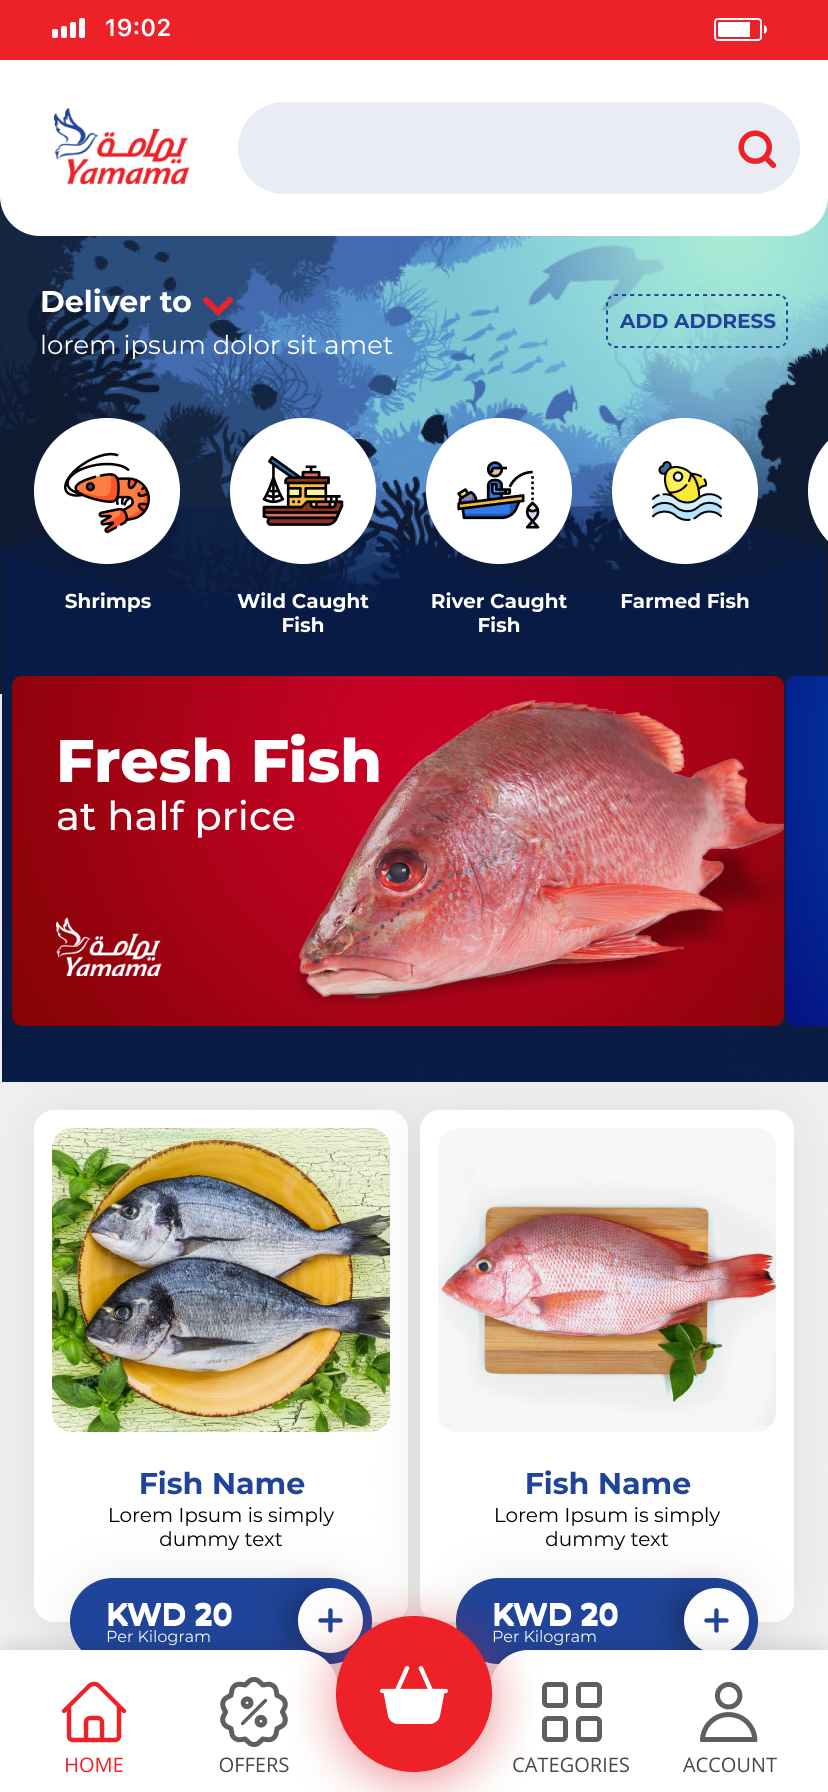 19:02
يمامة
Yamama
Deliver to
lorem ipsum dolor sit amet
ADD ADDRESS
Shrimps
Wild Caught
Fish
River Caught
Fish
Farmed Fish
Fresh Fish
at half price
يمامة
Yamama
Fish Name
Lorem Ipsum is simply
dummy text
KWD 20
Per Kilogram
Fish Name
Lorem Ipsum is simply
dummy text
KWD 20
Per Kilogram
HOME
OFFERS
CATEGORIES
ACCOUNT